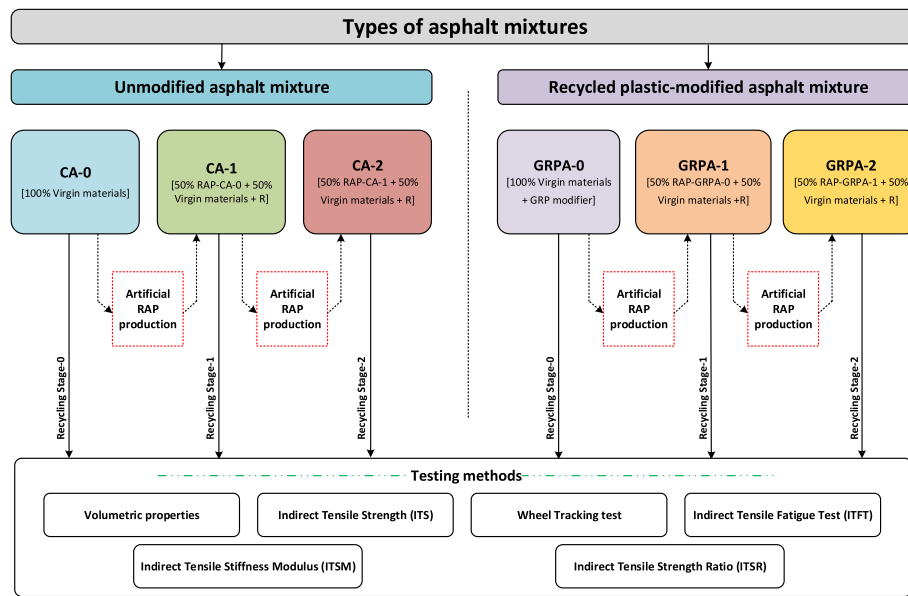 Types of asphalt mixtures
Unmodified asphalt mixture
Recycled plastic-modified asphalt mixture
CA-0
[100% Virgin materials]
CA-1
[50% RAP-CA-0 + 50%
Virgin materials + R]
CA-2
[50% RAP-CA-1 + 50%
Virgin materials + R]
GRPA-0
[100% Virgin materials
+ GRP modifier]
GRPA-1
[50% RAP-GRPA-0 + 50%
Virgin materials +R]
GRPA-2
[50% RAP-GRPA-1 + 50%
Virgin materials + R]
Artificial
RAP
production
Artificial
RAP
production
Artificial
RAP
production
Artificial
RAP
production
Recycling Stage-0
Recycling Stage-1
Recycling Stage-2
Recycling Stage-0
Recycling Stage-1
Recycling Stage-2
Testing methods
Volumetric properties
Indirect Tensile Strength (ITS)
Wheel Tracking test
Indirect Tensile Fatigue Test (ITFT)
Indirect Tensile Stiffness Modulus (ITSM)
Indirect Tensile Strength Ratio (ITSR)